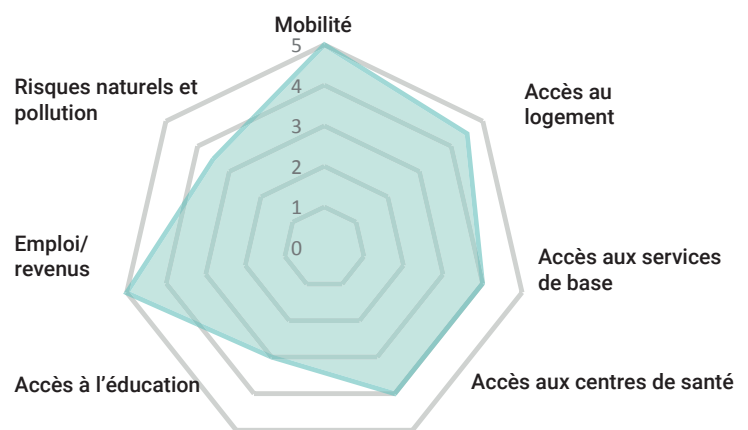 Mobilité
5
4
3
2
1
0
Accès au
logement
Accès aux services
de base
Accès aux centres de santé
Accès à l’éducation
Emploi/
revenus
Risques naturels et
pollution